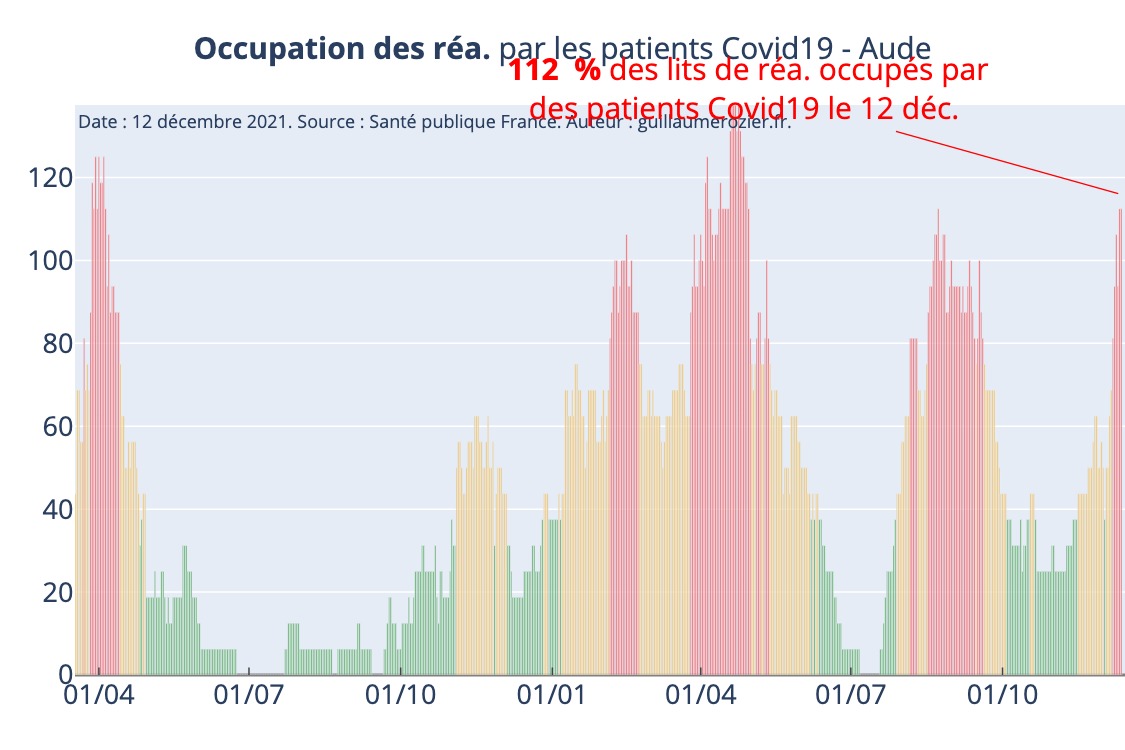 Occupation des réa. par les patients Covid19 - Aude
112 % des lits de réa. occupés par
des patients Covid19 le 12 déc.
Date : 12 décembre 2021. Source : Santé publique France. Auteur : guillaumerozier.fr.
120
100
80
60
40
20
0
01/04 01/07 01/10 01/01 01/04 01/07 01/10